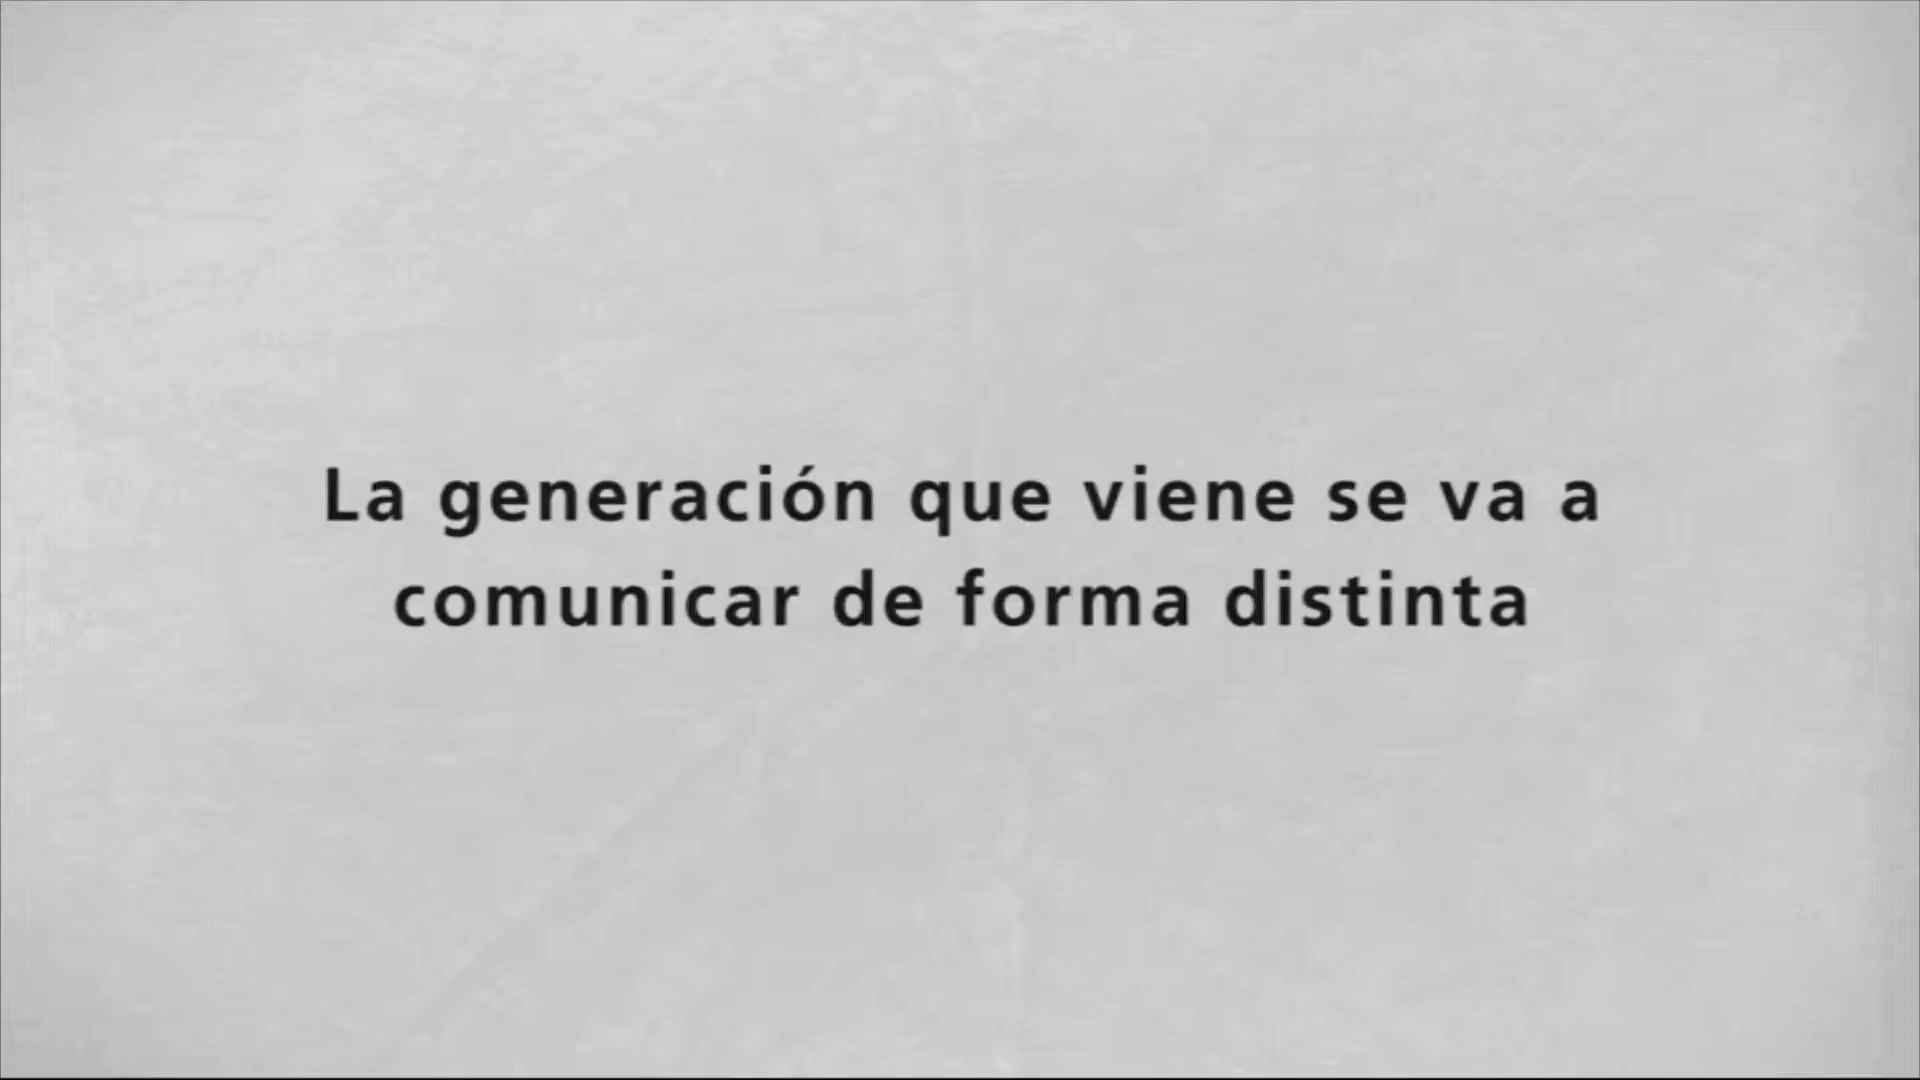 La generación que viene se va a
comunicar de forma distinta